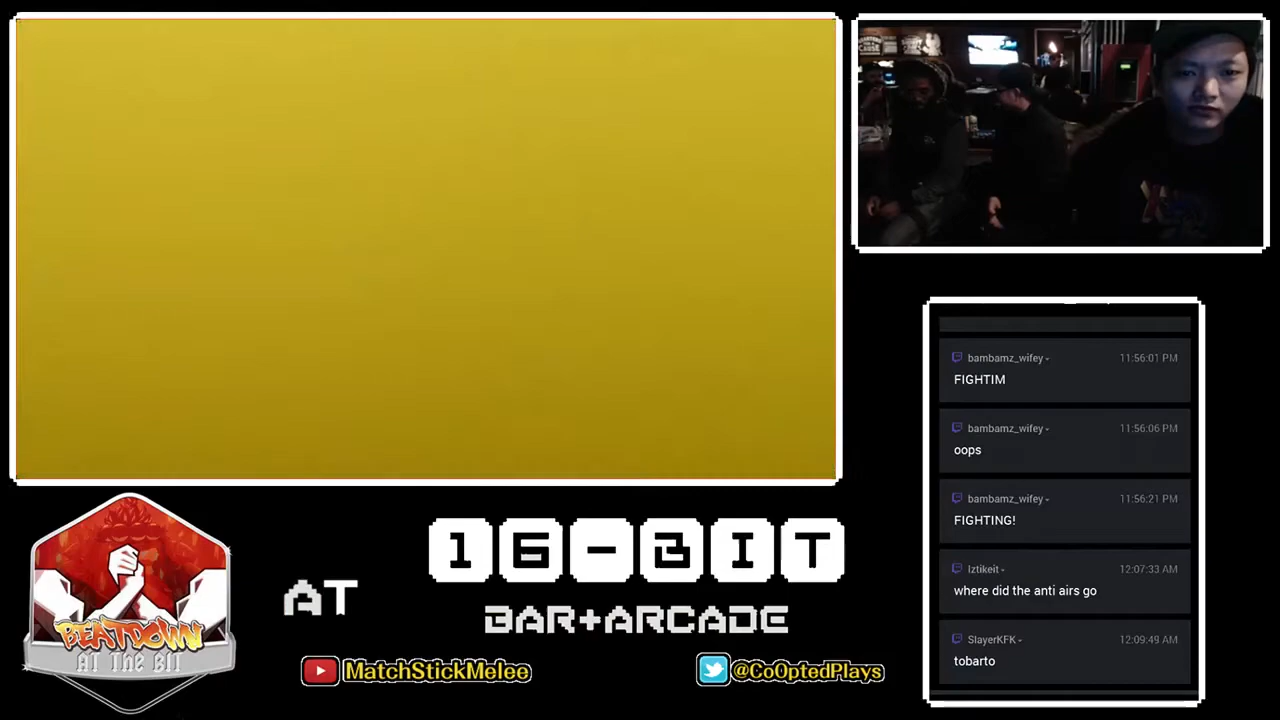 bambamz_wifey
11:56:01 PM
FIGHTIM
bambamz_wifey
11:56:06 PM
oops
bambamz_wifey
11:56:21 PM
FIGHTING!
Iztikeit
12:07:33 AM
where did the anti airs go
SlayerKFK
12:09:49 AM
tobarto
BEATDOWN
AT THE BIT
AT
16-BIT
BAR+ARCADE
MatchStickMelee
@CoOptedPlays